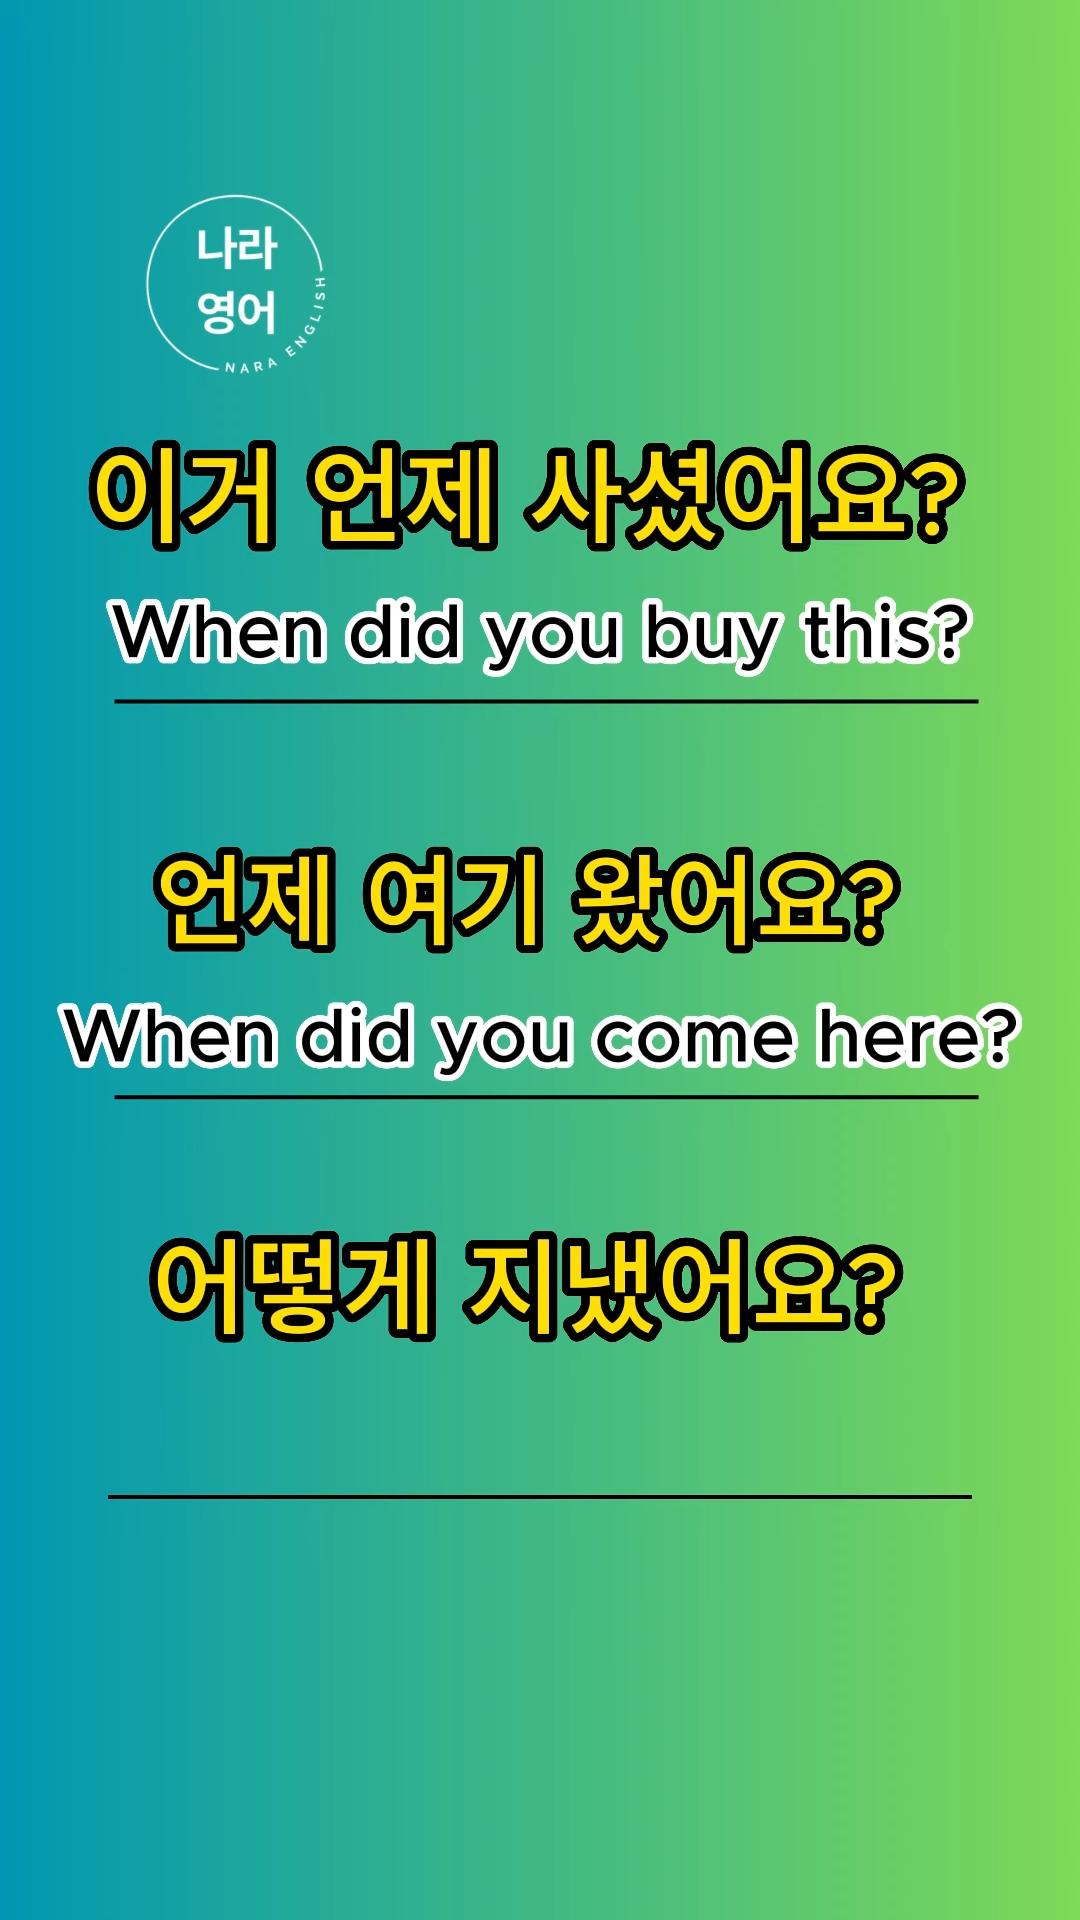 나라
영어
NARA ENGLISH
이거 언제 사셨어요?
When did you buy this?
언제 여기 왔어요?
When did you come here?
어떻게 지냈어요?